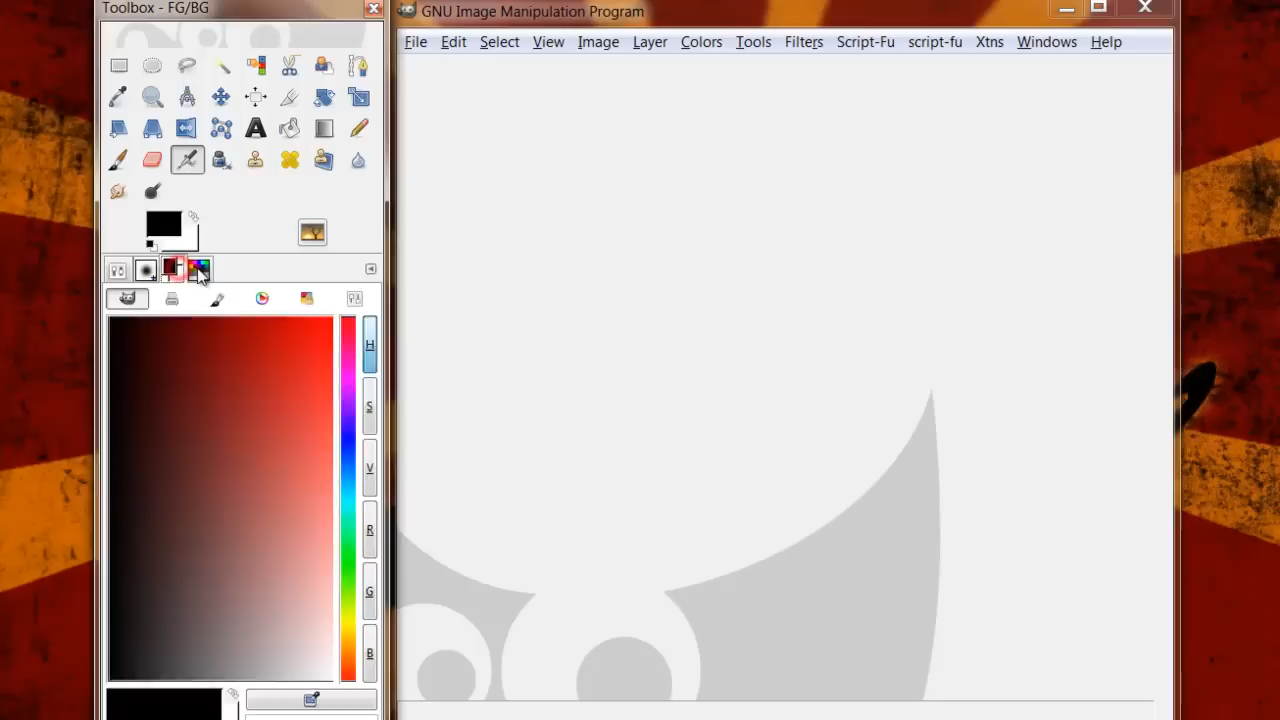 Toolbox - FG/BG
GNU Image Manipulation Program
File Edit Select View Image Layer Colors Tools Filters Script-Fu script-fu Xtns Windows Help
H
S
V
R
G
B